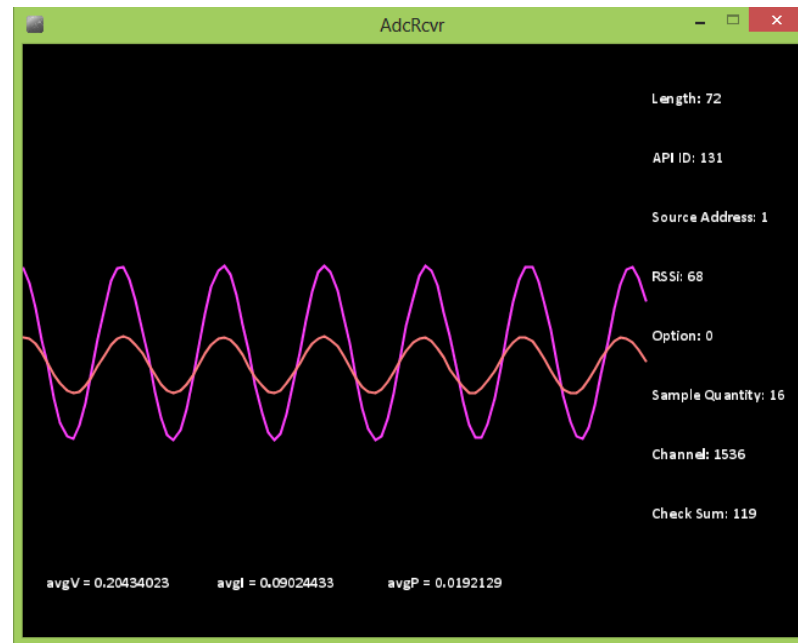 AdcRcvr
Length: 72
API ID: 131
Source Address: 1
RSSi: 68
Option: 0
Sample Quantity: 16
Channel: 1536
Check Sum: 119
avgV = 0.20434023 avgI = 0.09024433 avgP = 0.0192129